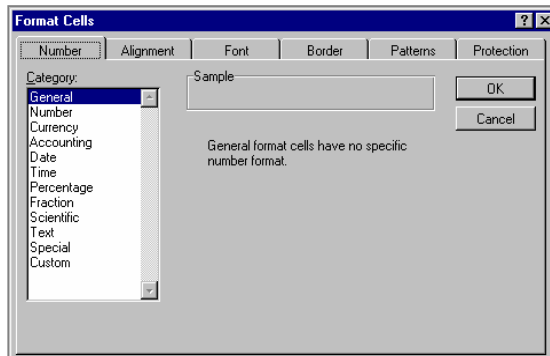 Format Cells ? X
Number Alignment Font Border Patterns Protection
Category:
General
Number
Currency
Accounting
Date
Time
Percentage
Fraction
Scientific
Text
Special
Custom
Sample
General format cells have no specific
number format.
OK
Cancel